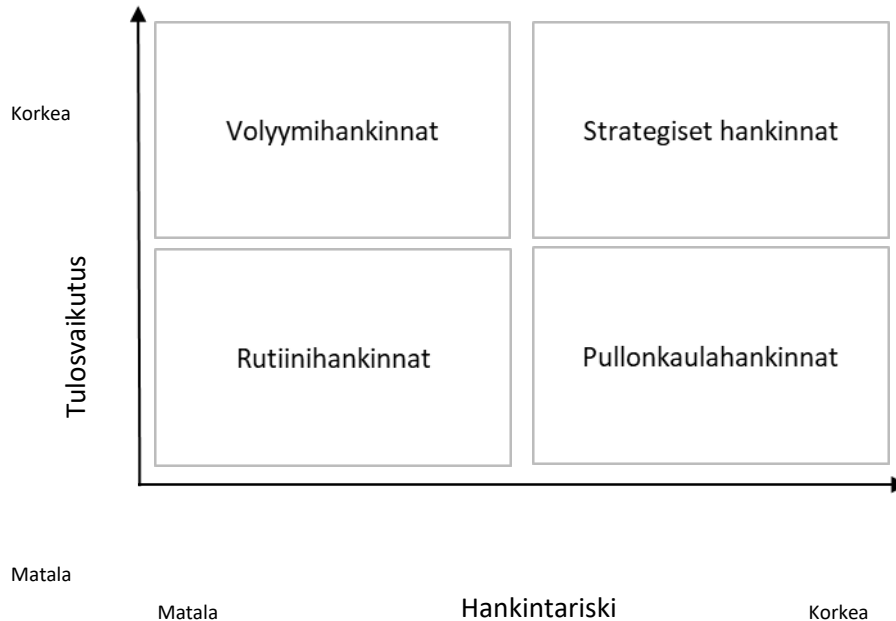 Korkea
Volyymihankinnat
Strategiset hankinnat
Tulosvaikutus
Rutiinihankinnat
Pullonkaulahankinnat
Matala
Matala
Hankintariski
Korkea